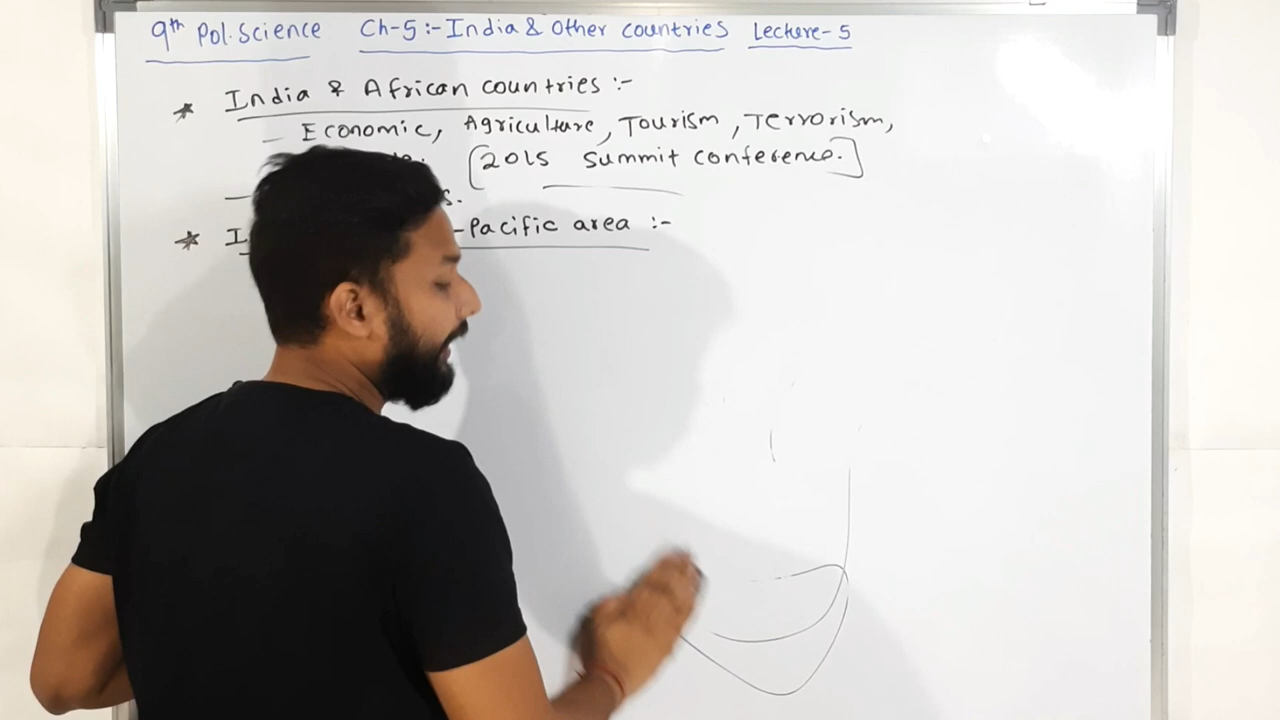 9th Pol.Science Ch-5:- India & Other countries Lecture-5
* India & African countries :-
– Economic, Agriculture, Tourism, Terrorism,
[2015 Summit conference.]
–
* -Pacific area :-